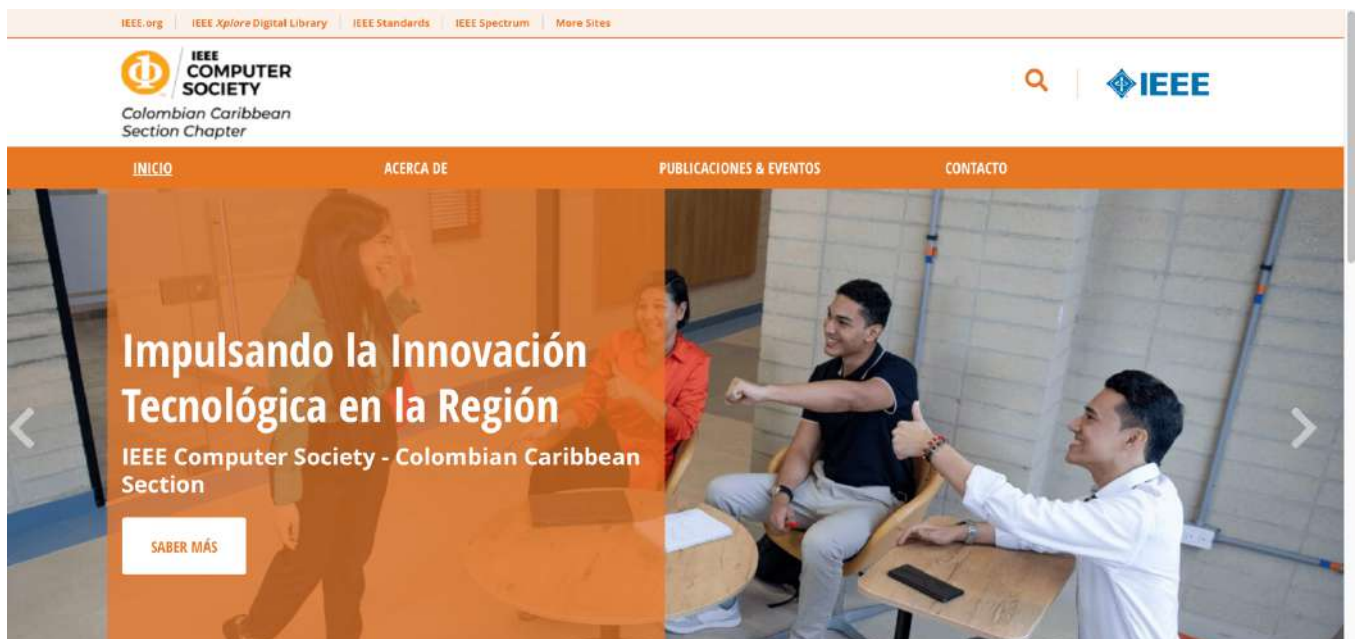 IEEE.org IEEE Xplore Digital Library IEEE Standards IEEE Spectrum More Sites
IEEE
COMPUTER
SOCIETY
Colombian Caribbean
Section Chapter
IEEE
INICIO ACERCA DE PUBLICACIONES & EVENTOS CONTACTO
Impulsando la Innovación
Tecnológica en la Región
IEEE Computer Society - Colombian Caribbean
Section
SABER MÁS